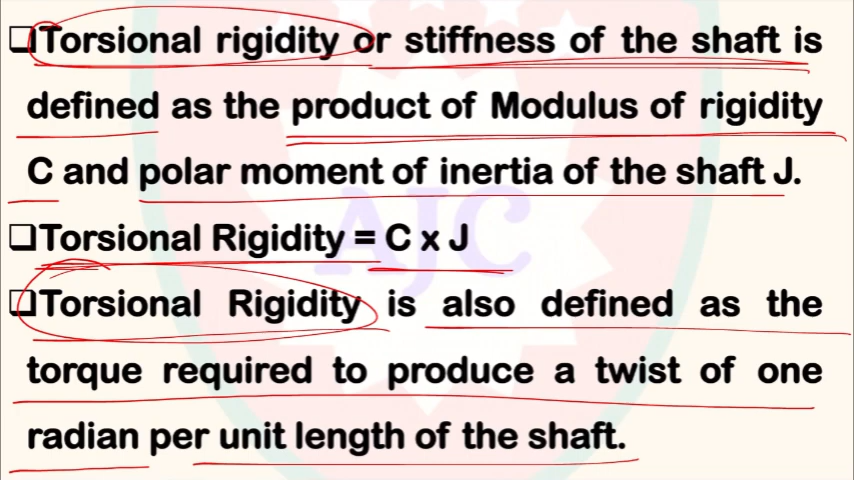 ❑Torsional rigidity or stiffness of the shaft is
defined as the product of Modulus of rigidity
C and polar moment of inertia of the shaft J.
❑Torsional Rigidity = C x J
❑Torsional Rigidity is also defined as the
torque required to produce a twist of one
radian per unit length of the shaft.
AJC